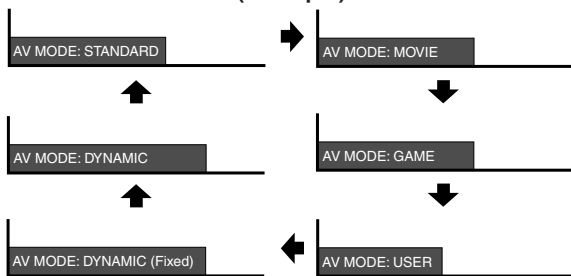 AV MODE: STANDARD
AV MODE: MOVIE
AV MODE: DYNAMIC
AV MODE: GAME
AV MODE: DYNAMIC (Fixed)
AV MODE: USER